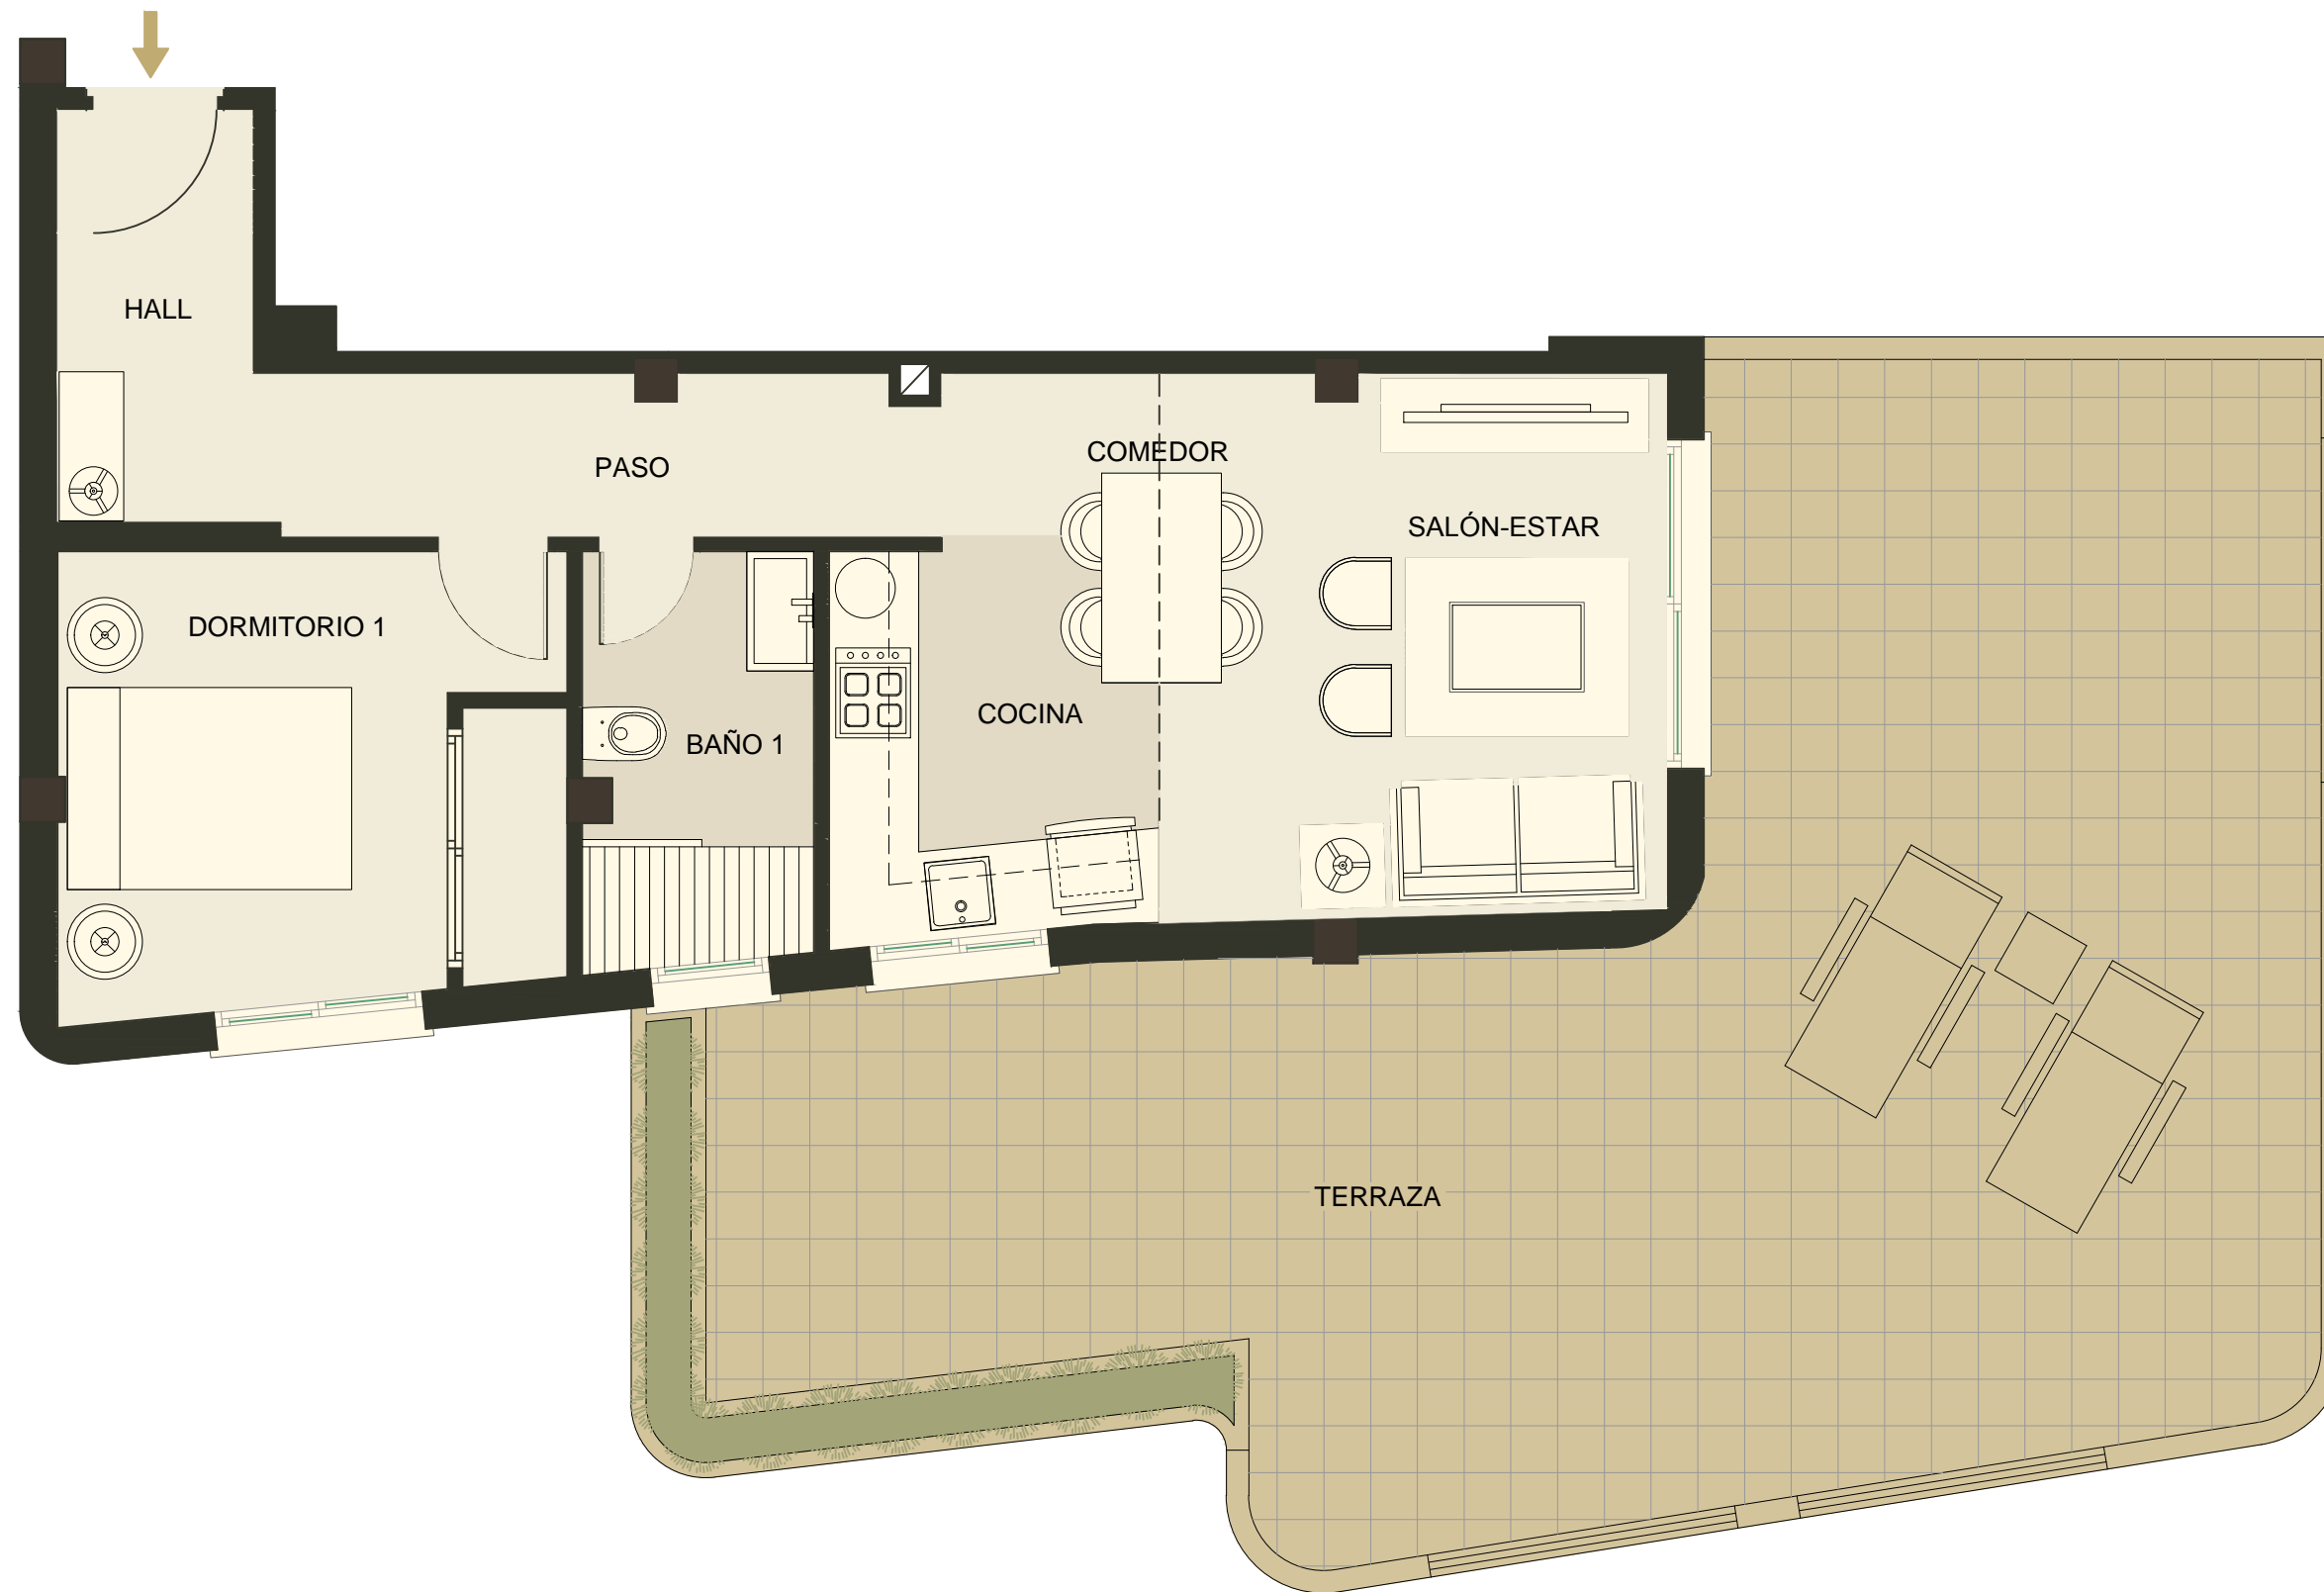 HALL
COMEDOR
PASO
SALÓN-ESTAR
DORMITORIO 1
COCINA
BAÑO 1
TERRAZA